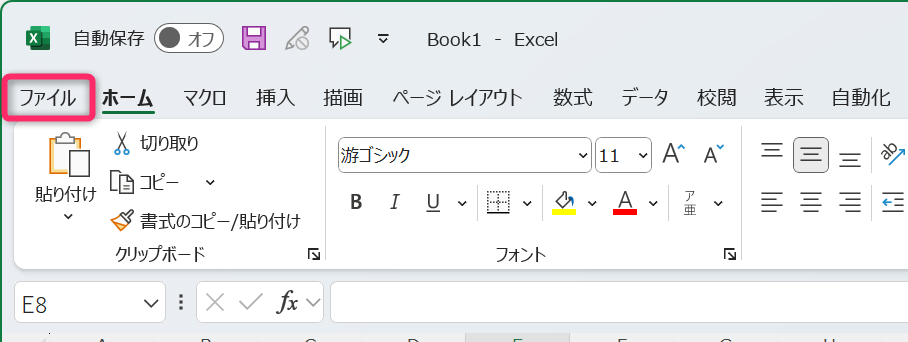 自動保存 オフ Book1 - Excel
ファイル ホーム マクロ 挿入 描画 ページ レイアウト 数式 データ 校閲 表示 自動化
貼り付け
切り取り
コピー
書式のコピー/貼り付け
クリップボード
游ゴシック 11 A A
B I U A ア亜
フォント
ab
E8 fx